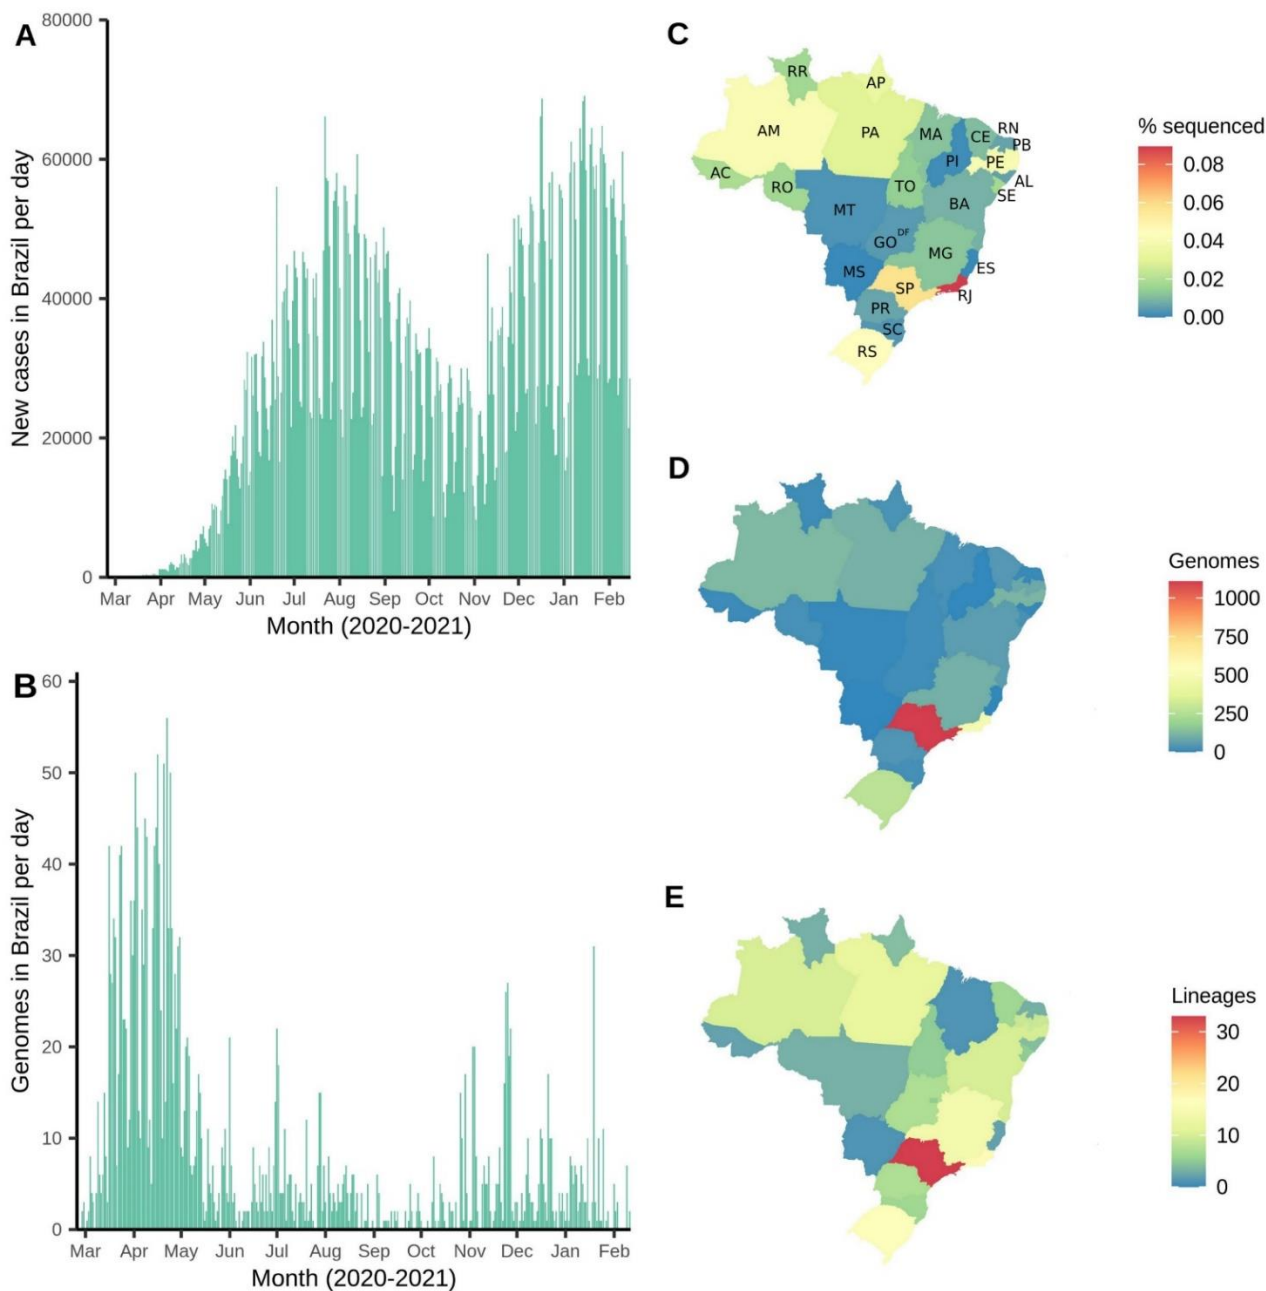 A
New cases in Brazil per day
80000
60000
40000
20000
0
Mar Apr May Jun Jul Aug Sep Oct Nov Dec Jan Feb
Month (2020-2021)
B
Genomes in Brazil per day
60
50
40
30
20
10
0
Mar Apr May Jun Jul Aug Sep Oct Nov Dec Jan Feb
Month (2020-2021)
C
RR
AP
AM
PA
MA
CE
RN
PB
PI
PE
AC
RO
TO
AL
SE
MT
BA
GO
DF
MG
MS
ES
SP
RJ
PR
SC
RS
% sequenced
0.08
0.06
0.04
0.02
0.00
D
Genomes
1000
750
500
250
0
E
Lineages
30
20
10
0